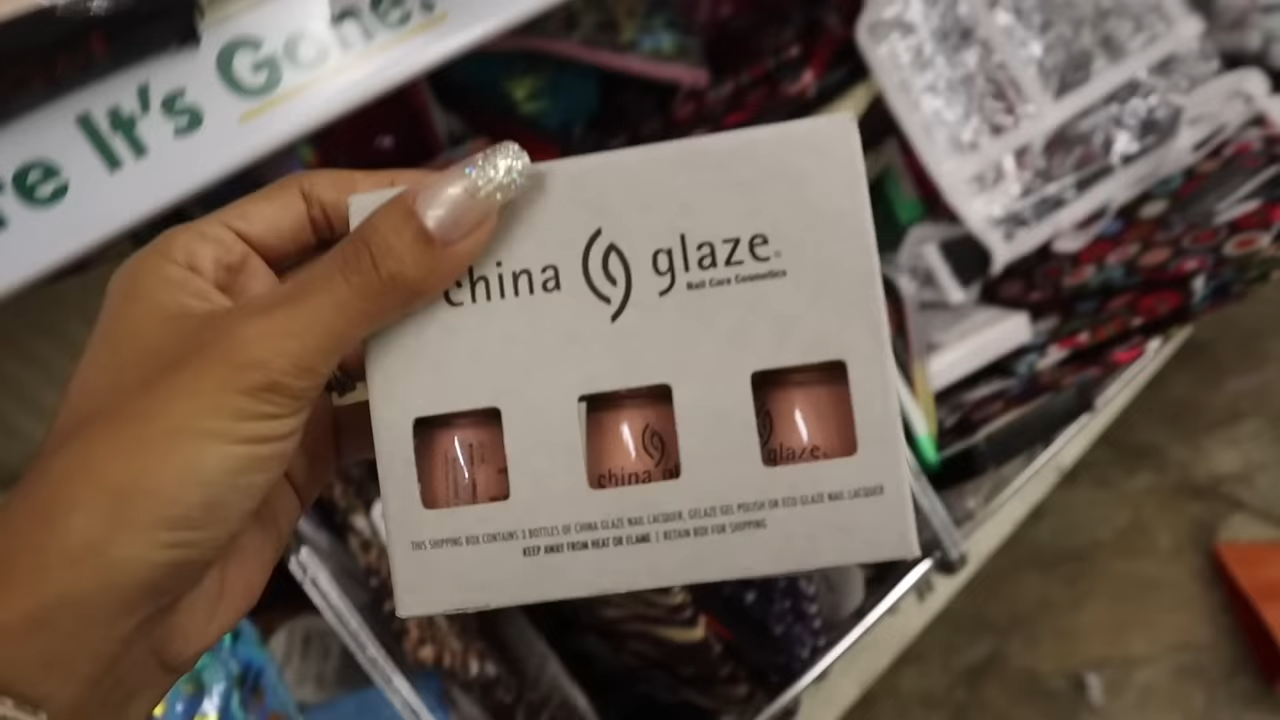 re It's Gone!
china glaze®
Nail Care Cosmetics
china gl
glaze.
THIS SHIPPING BOX CONTAINS 3 BOTTLES OF CHINA GLAZE NAIL LACQUER, GELAZE GEL POLISH OR ECO GLAZE NAIL LACQUER
KEEP AWAY FROM HEAT OR FLAME | RETAIN BOX FOR SHIPPING